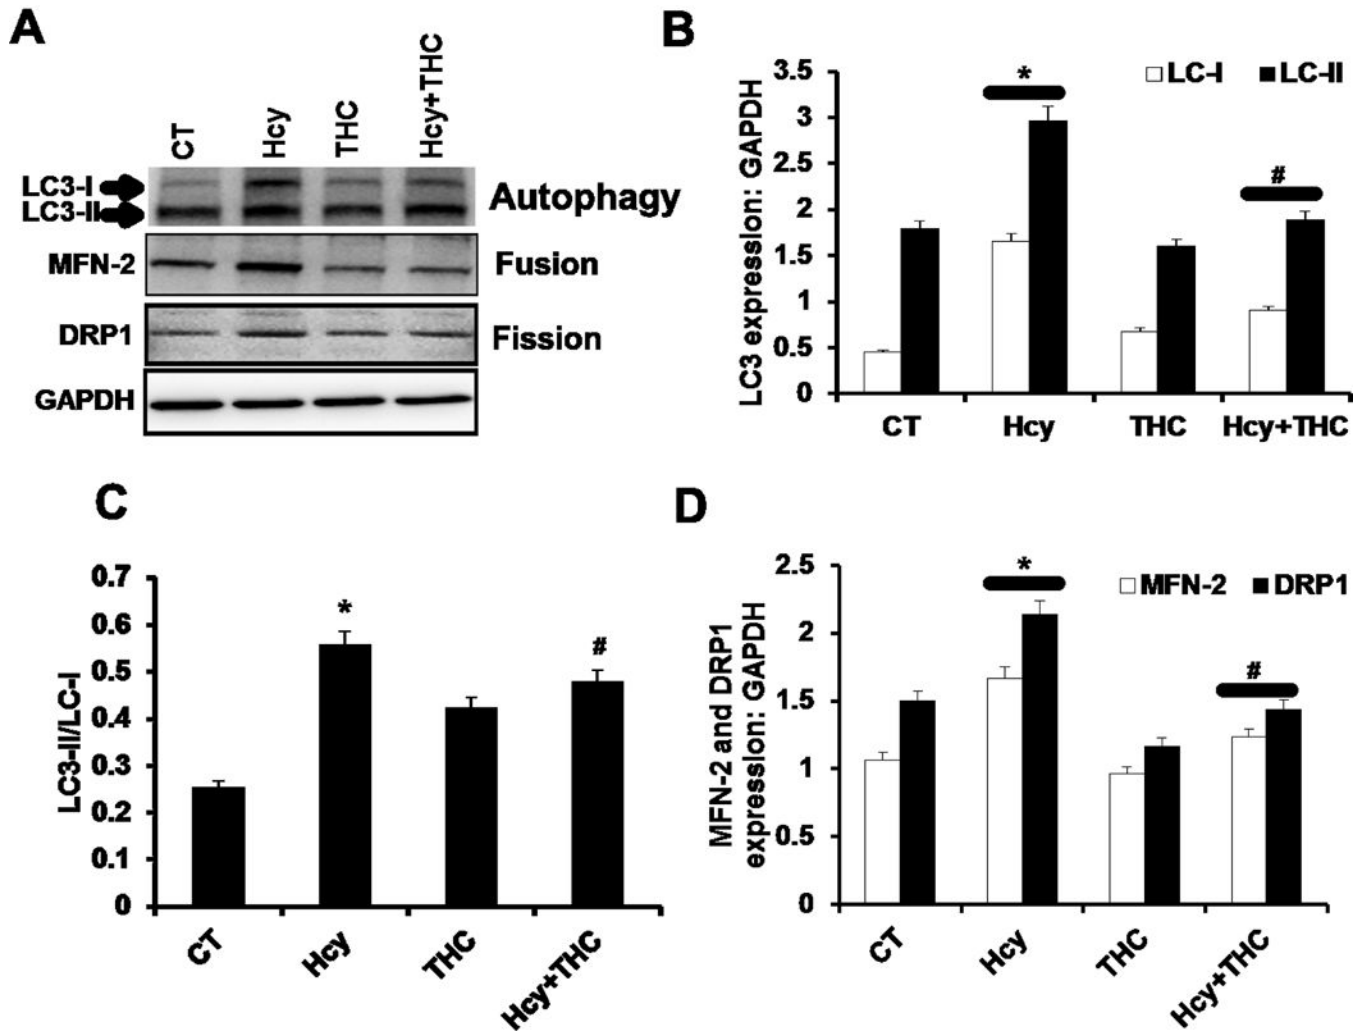 A
CT
Hcy
THC
Hcy+THC
LC3-I
LC3-II
Autophagy
MFN-2
Fusion
DRP1
Fission
GAPDH
B
LC-I LC-II
LC3 expression: GAPDH
3.5
3
2.5
2
1.5
1
0.5
0
*
#
CT Hcy THC Hcy+THC
C
LC3-II/LC-I
0.7
0.6
0.5
0.4
0.3
0.2
0.1
0
*
#
CT Hcy THC Hcy+THC
D
MFN-2 and DRP1
expression: GAPDH
2.5
2
1.5
1
0.5
0
*
MFN-2 DRP1
#
CT Hcy THC Hcy+THC